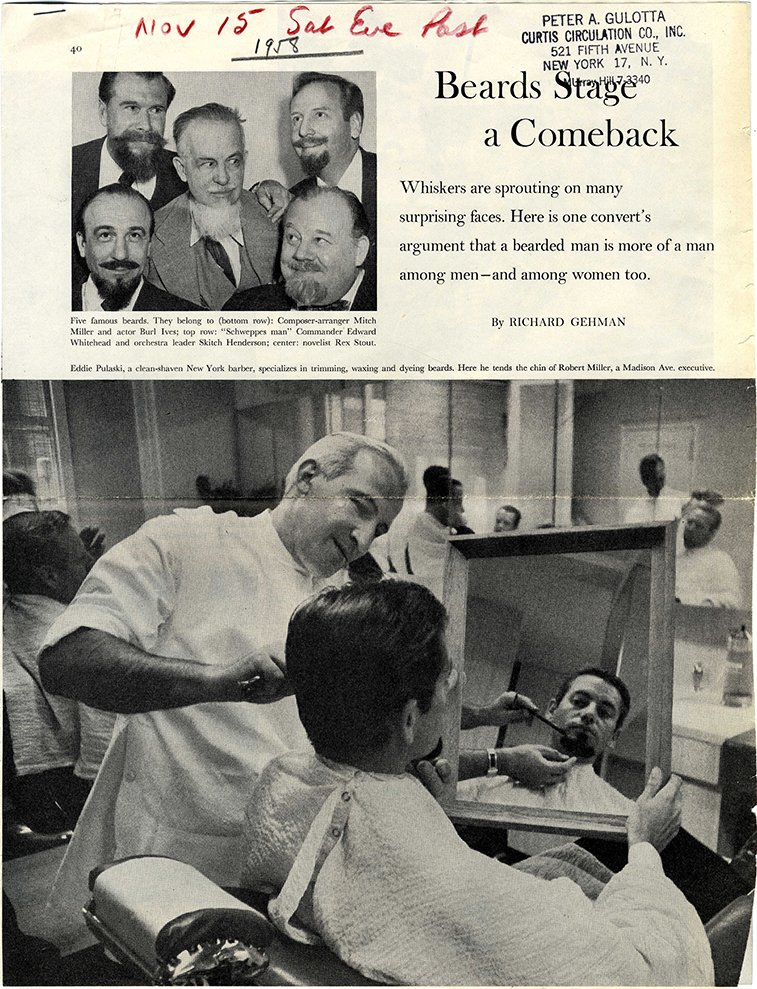 Nov 15 Sat Eve Post
1958
PETER A. GULOTTA
CURTIS CIRCULATION CO., INC.
521 FIFTH AVENUE
NEW YORK 17, N. Y.
Murray Hill 7-3340
40
Beards Stage
a Comeback
Whiskers are sprouting on many
surprising faces. Here is one convert's
argument that a bearded man is more of a man
among men—and among women too.
By RICHARD GEHMAN
Five famous beards. They belong to (bottom row): Composer-arranger Mitch
Miller and actor Burl Ives; top row: "Schweppes man" Commander Edward
Whitehead and orchestra leader Skitch Henderson; center: novelist Rex Stout.
Eddie Pulaski, a clean-shaven New York barber, specializes in trimming, waxing and dyeing beards. Here he tends the chin of Robert Miller, a Madison Ave. executive.